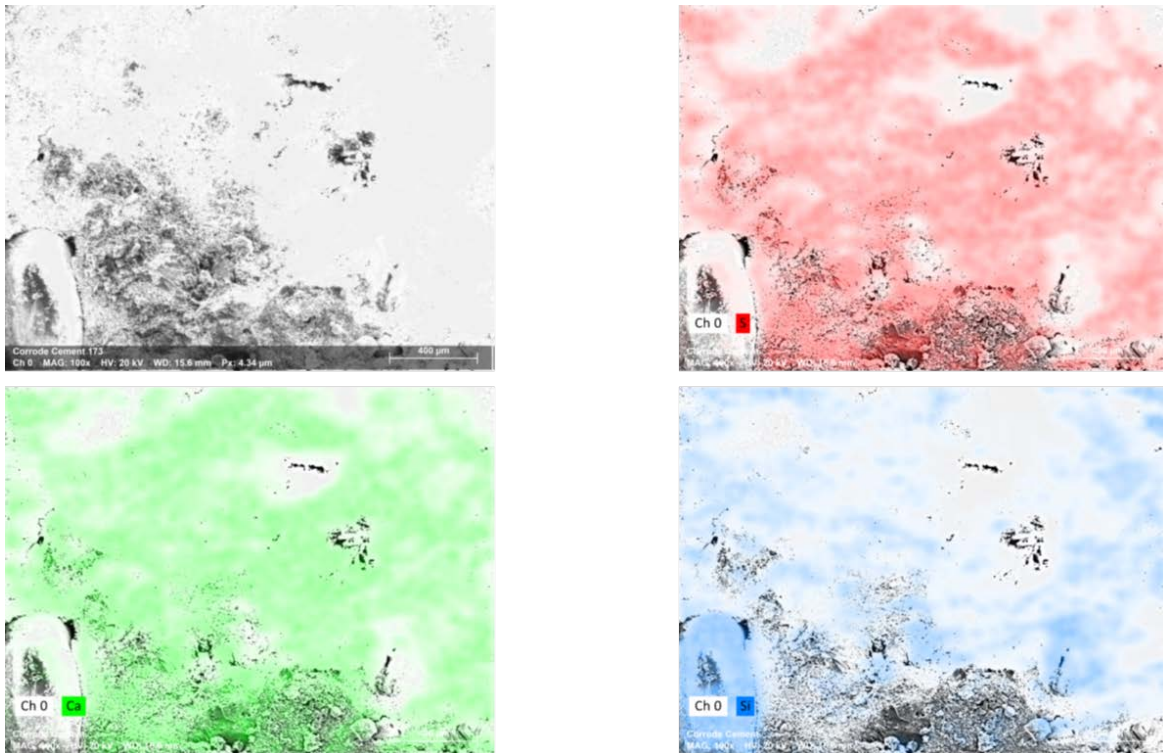 Corrode Cement 173
Ch 0 MAG: 100x HV: 20 kV WD: 15.6 mm Px: 4.34 µm
400 µm
Ch 0 S
Ch 0 Ca
Ch 0 Si
Corrode Cement